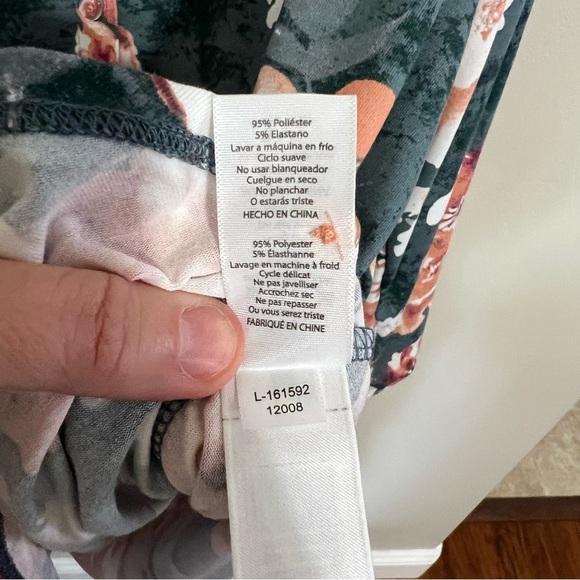 95% Poliéster
5% Elastano
Lavar a máquina en frío
Ciclo suave
No usar blanqueador
Cuelgue en seco
No planchar
O estarás triste
HECHO EN CHINA
95% Polyester
5% Élasthanne
Lavage en machine à froid
Cycle délicat
Ne pas javelliser
Accrochez sec
Ne pas repasser
Ou vous serez triste
FABRIQUÉ EN CHINE
L-161592
12008